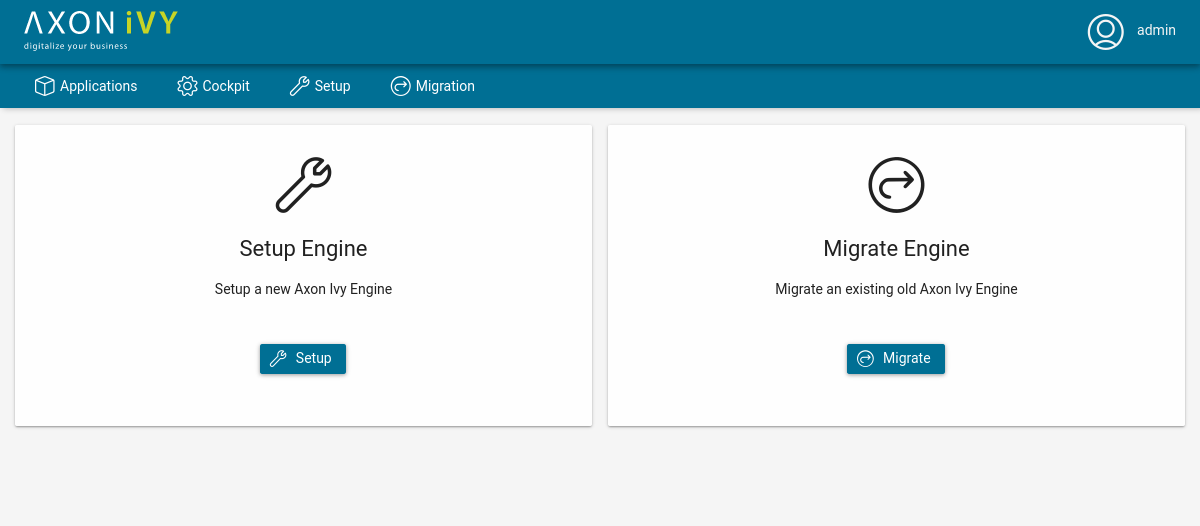 AXON iVY
digitalize your business
admin
Applications
Cockpit
Setup
Migration
Setup Engine
Setup a new Axon Ivy Engine
Setup
Migrate Engine
Migrate an existing old Axon Ivy Engine
Migrate